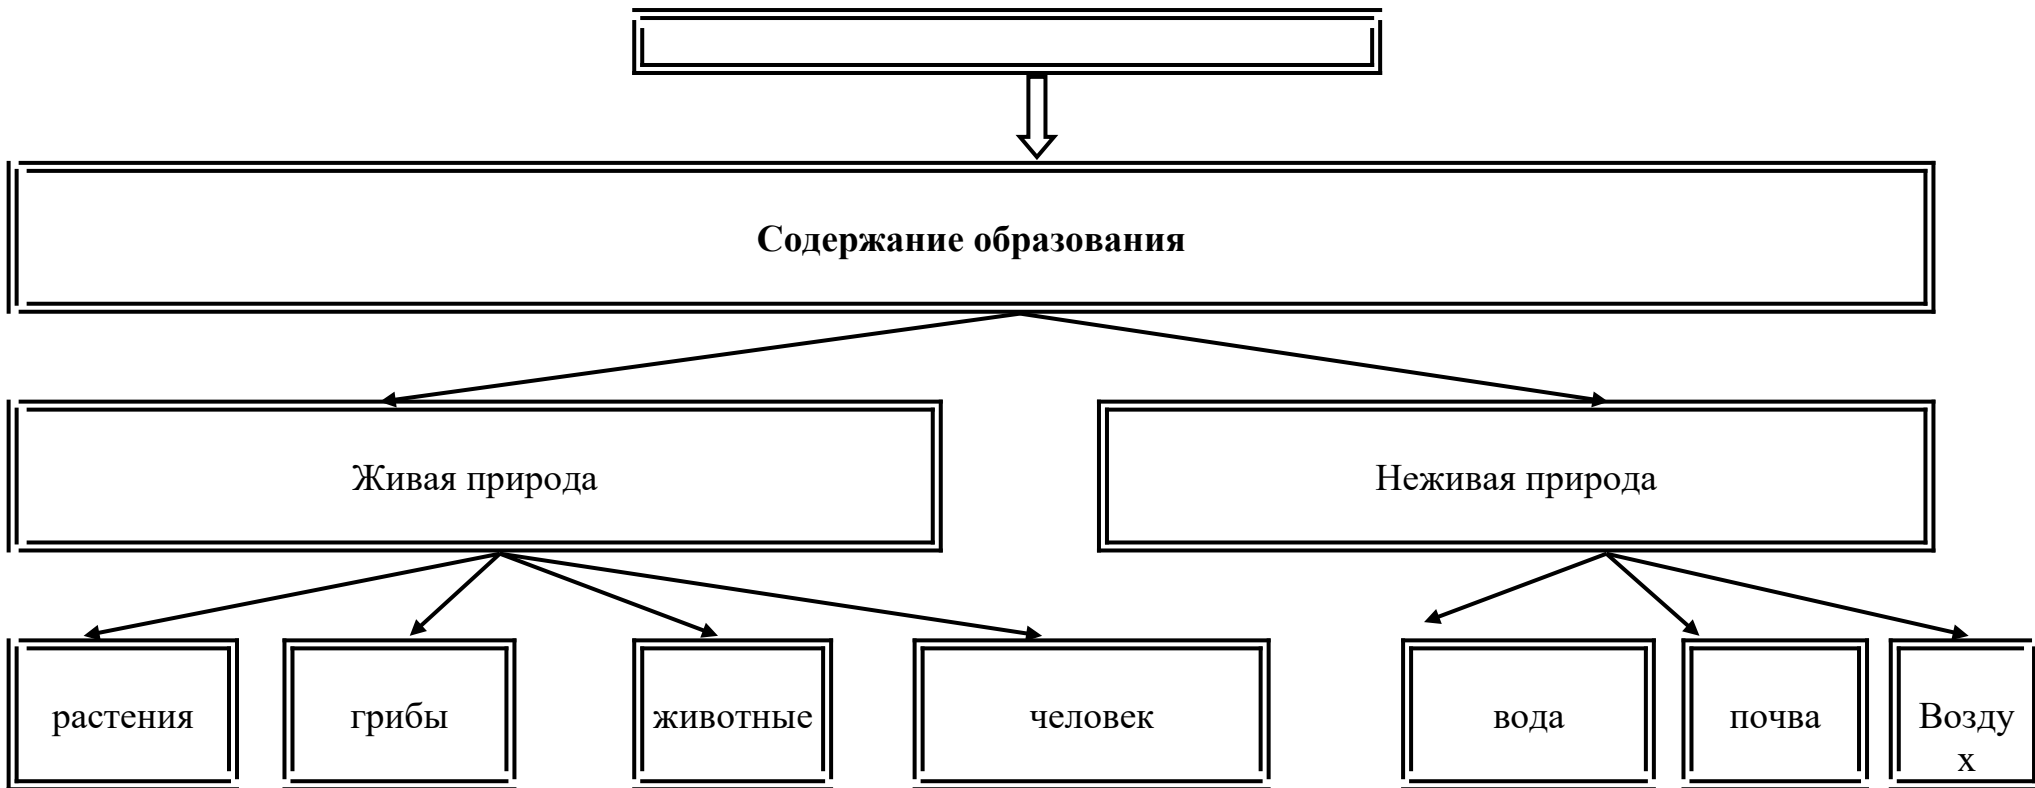 Содержание образования
Живая природа
Неживая природа
растения
грибы
животные
человек
вода
почва
Возду
х